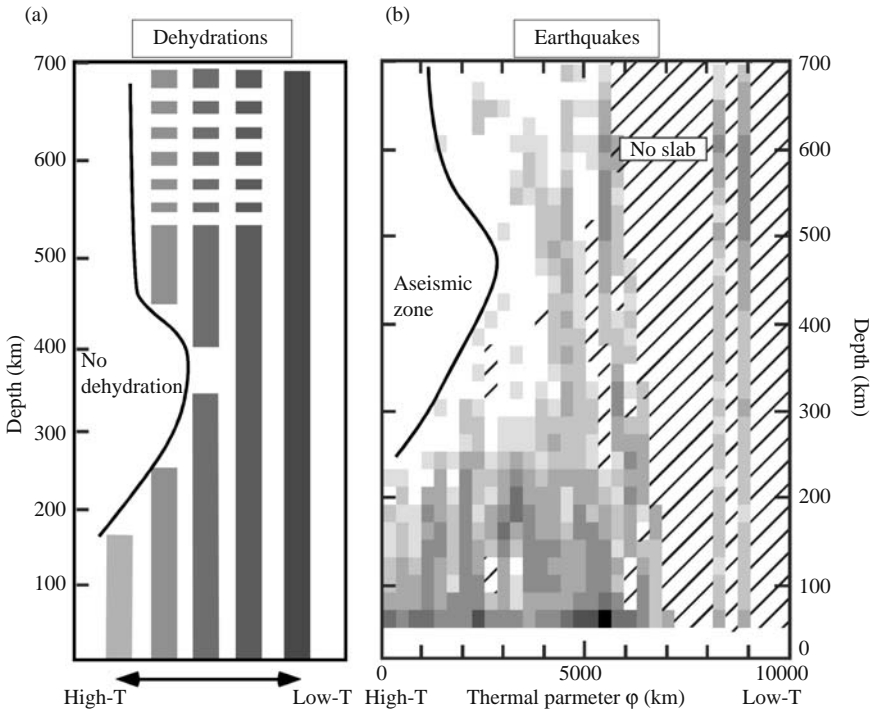 (a)
Dehydrations
700
600
500
400
300
200
100
Depth (km)
No
dehydration
High-T
Low-T
(b)
Earthquakes
700
600
500
400
300
200
100
0
Depth (km)
No slab
Aseismic
zone
0
5000
10000
High-T
Thermal parmeter φ (km)
Low-T